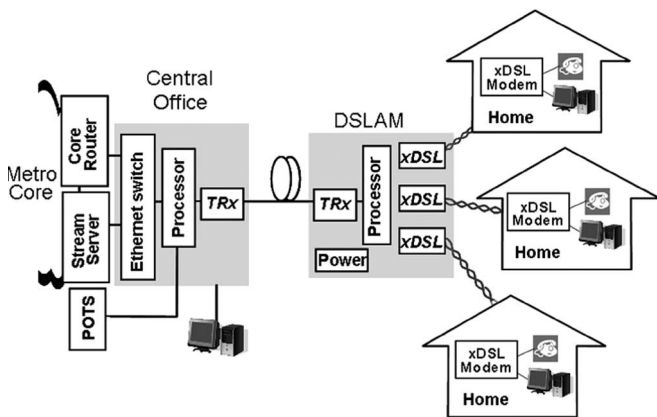 Central
Office
Metro
Core
Core
Router
Stream
Server
POTS
Ethernet switch
Processor
TRx
DSLAM
TRx
Processor
Power
xDSL
xDSL
xDSL
xDSL
Modem
Home
xDSL
Modem
Home
xDSL
Modem
Home